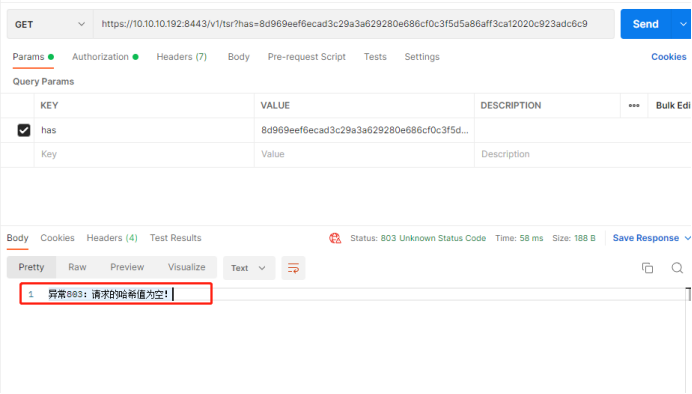 GET https://10.10.10.192:8443/v1/tsr?has=8d969eef6ecad3c29a3a629280e686cf0c3f5d5a86aff3ca12020c923adc6c9 Send
Params Authorization Headers (7) Body Pre-request Script Tests Settings Cookies
Query Params
KEY VALUE DESCRIPTION ••• Bulk Edi
has 8d969eef6ecad3c29a3a629280e686cf0c3f5d...
Key Value Description
Body Cookies Headers (4) Test Results Status: 803 Unknown Status Code Time: 58 ms Size: 188 B Save Response
Pretty Raw Preview Visualize Text
1 异常803：请求的哈希值为空！